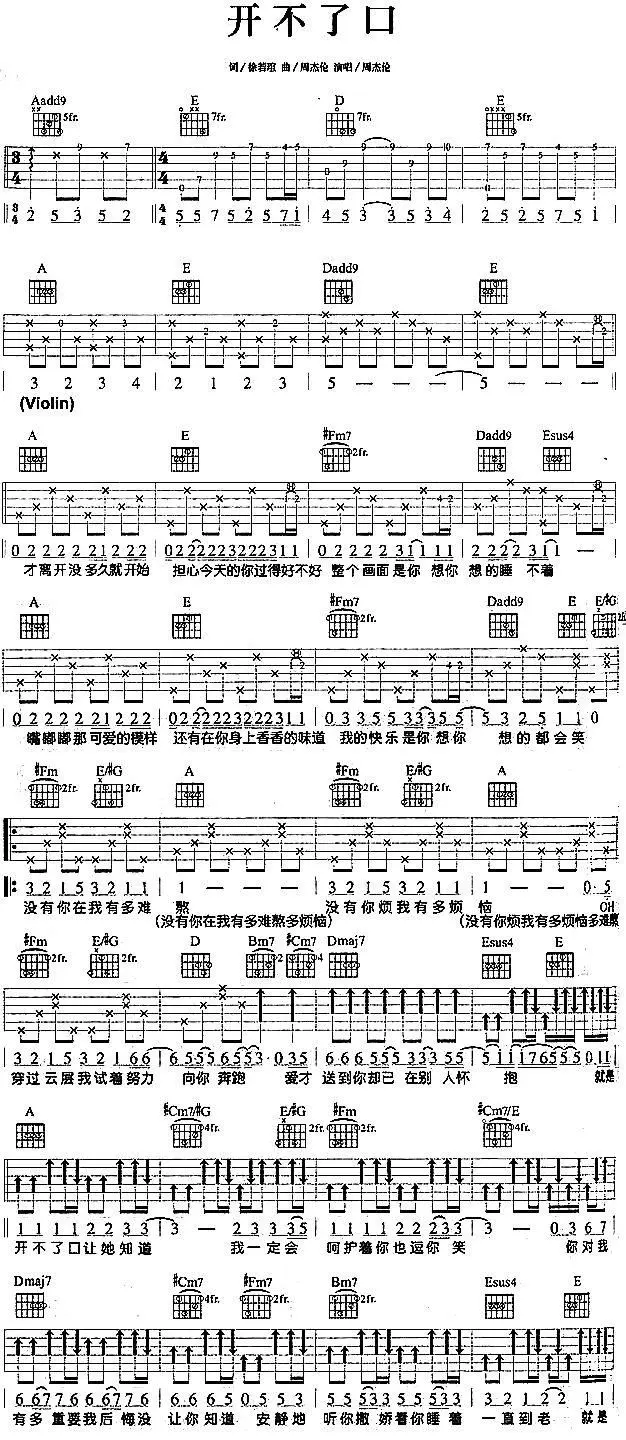 开不了口
词/徐若瑄 曲/周杰伦 演唱/周杰伦
Aadd9 E D E
5fr. 7fr. 7fr. 5fr.
2 5 3 5 2 5 5 7 5 2 5 5 7 1 4 5 3 3 5 3 4 2 5 2 5 7 5 1
A E Dadd9 E
3 2 3 4 2 1 2 3 5 — — — 5 — — —
(Violin)
A E #Fm7 2fr. Dadd9 Esus4
0 2 2 2 2 2 2 2 1 2 2 2 0 2 2 2 2 2 3 2 2 2 3 1 1 0 2 2 2 2 2 3 1 1 1 1 1 2 2 2 2 3 1 1 —
才离开没多久就开始 担心今天的你过得好不好 整个画面是你 想你 想的睡 不着
A E #Fm7 2fr. Dadd9 E E/#G
0 2 2 2 2 2 2 2 1 2 2 2 0 2 2 2 2 2 3 2 2 2 3 1 1 0 3 3 5 5 3 3 3 5 5 5 3 2 5 1 1 0
嘴嘟嘟那可爱的模样 还有在你身上香香的味道 我的快乐是你 想你 想的都会笑
#Fm 2fr. E/#G 2fr. A #Fm 2fr. E/#G 2fr. A
3 2 1 5 3 2 1 1 1 — — — 3 2 1 5 3 2 1 1 1 — — 0 5
没有你在我有多难 熬 没有你烦我有多烦 恼 OH
(没有你在我有多难熬多烦恼) (没有你烦我有多烦恼多难熬
#Fm 2fr. E/#G 2fr. D Bm7 2 #Cm7 4 Dmaj7 Esus4 E
3 2 1 5 3 2 1 6 6 6 5 5 5 6 5 5 3 0 3 5 6 6 6 5 5 5 5 3 3 5 5 5 1 1 1 7 6 5 5 5 0 1 1
穿过云层我试着努力 向你 奔跑 爱才 送到你却已 在别 人怀 抱 就是
A #Cm7/#G 4fr. E/#G 2fr. #Fm 2fr. #Cm7/E 4fr.
1 1 1 1 2 2 3 3 3 — 2 3 3 3 5 1 1 1 1 2 2 2 3 3 3 — 0 3 6 7
开不了口让她知道 我一定会 呵护着你也逗你 笑 你对我
Dmaj7 #Cm7 4fr. #Fm7 2fr. Bm7 2fr. Esus4 E
6 6 7 7 6 6 6 7 7 6 6 5 6 5 0 5 5 3 5 5 5 3 3 5 5 5 3 3 1 3 2 2 2 1 1
有多 重要我后 悔没 让你知道 安静地 听你撒 娇看你睡 着 一直到老 就是